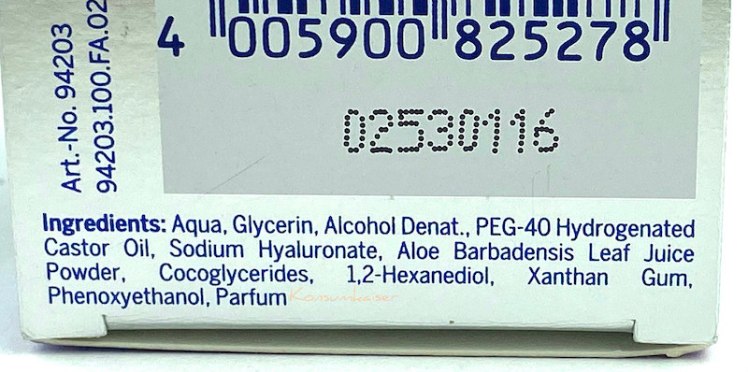 Art.-No. 94203
94203.100.FA.02
4 005900 825278
02530116
Ingredients: Aqua, Glycerin, Alcohol Denat., PEG-40 Hydrogenated
Castor Oil, Sodium Hyaluronate, Aloe Barbadensis Leaf Juice
Powder, Cocoglycerides, 1,2-Hexanediol, Xanthan Gum,
Phenoxyethanol, Parfum Konsumkaiser